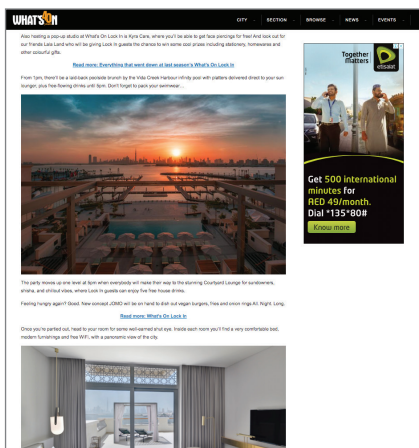 WHAT'S ON
CITY
SECTION
BROWSE
NEWS
EVENTS
Also hosting a pop-up studio at What's On Lock In is Kyra Care, where you'll be able to get face piercings for free! And look out for
our friends Lala Land who will be giving Lock In guests the chance to win some cool prizes including stationery, homewares and
other colourful gifts.
Read more: Everything that went down at last season's What's On Lock In
From 1pm, there'll be a laid-back poolside brunch by the Vida Creek Harbour infinity pool with platters delivered direct to your sun
lounger, plus free-flowing drinks until 5pm. Don't forget to pack your swimwear...
The party moves up one level at 5pm when everybody will make their way to the stunning Courtyard Lounge for sundowners,
shisha, and chillout vibes, where Lock In guests can enjoy five free house drinks.
Feeling hungry again? Good. New concept JOMO will be on hand to dish out vegan burgers, fries and onion rings All. Night. Long.
Read more: What's On Lock In
Once you're partied out, head to your room for some well-earned shut eye. Inside each room you'll find a very comfortable bed,
modern furnishings and free WiFi, with a panoramic view of the city.
Together
Matters
etisalat
Get 500 international
minutes for
AED 49/month.
Dial *135*80#
Know more